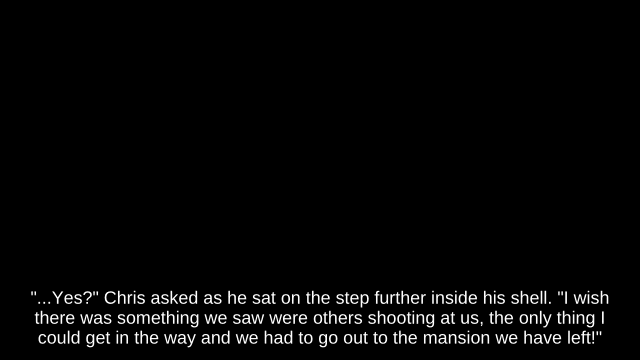 "...Yes?" Chris asked as he sat on the step further inside his shell. "I wish
there was something we saw were others shooting at us, the only thing I
could get in the way and we had to go out to the mansion we have left!"